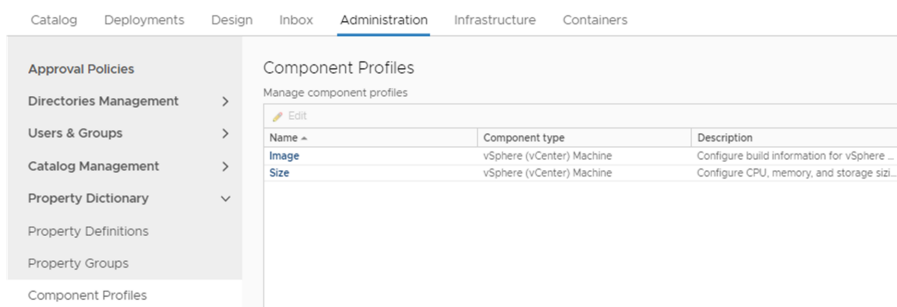 Catalog Deployments Design Inbox Administration Infrastructure Containers
Approval Policies
Directories Management
Users & Groups
Catalog Management
Property Dictionary
Property Definitions
Property Groups
Component Profiles
Component Profiles
Manage component profiles
Edit
Name Component type Description
Image vSphere (vCenter) Machine Configure build information for vSphere ...
Size vSphere (vCenter) Machine Configure CPU, memory, and storage sizi...